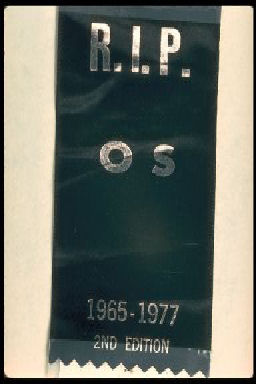 R.I.P.
OS
1965-1977
2ND EDITION